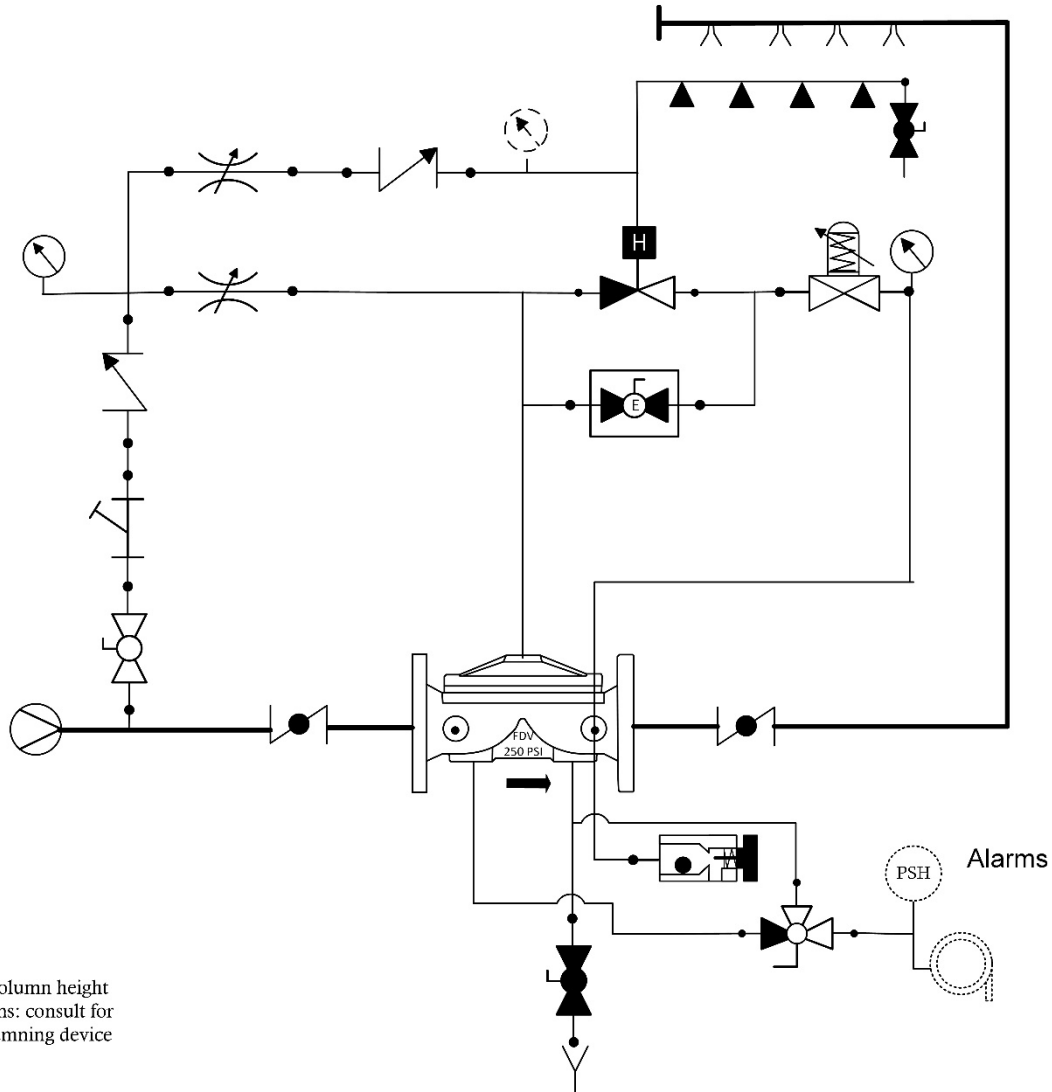 H
E
FDV
250 PSI
PSH
Alarms
olumn height
ns: consult for
mning device